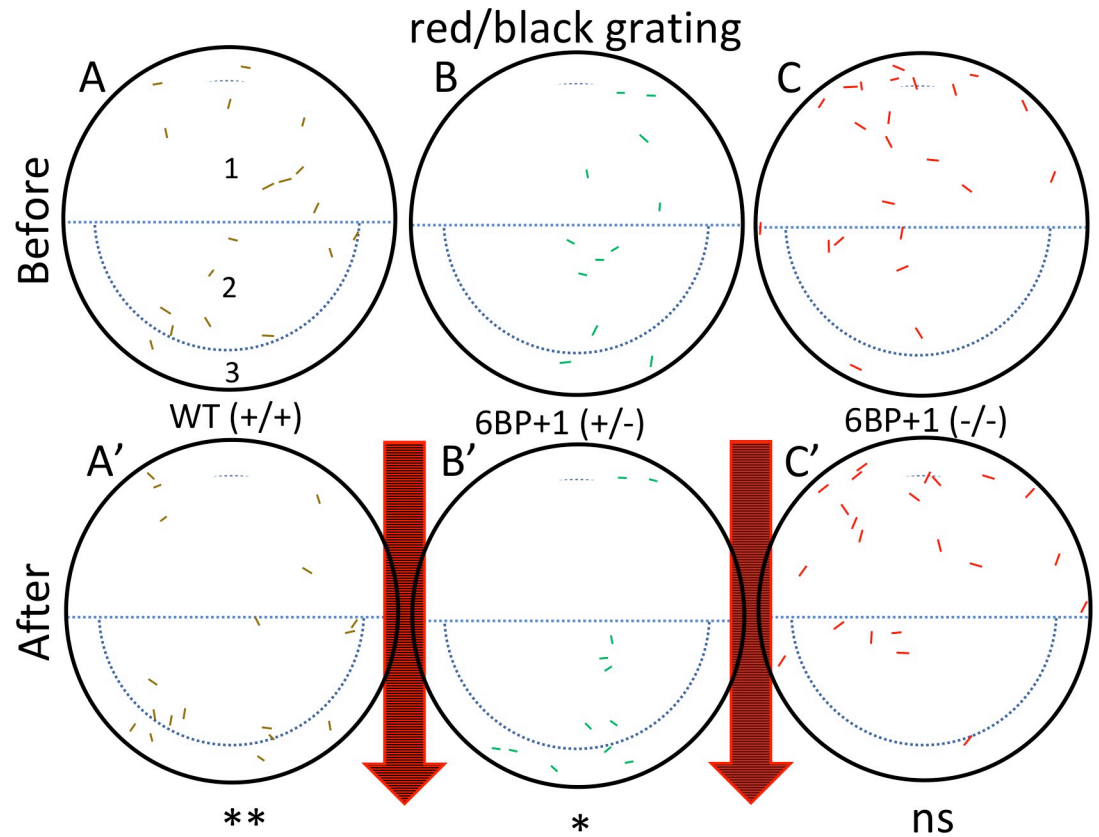 red/black grating
A B C
Before
1
2
3
WT (+/+) 6BP+1 (+/-) 6BP+1 (-/-)
A’ B’ C’
After
** * ns